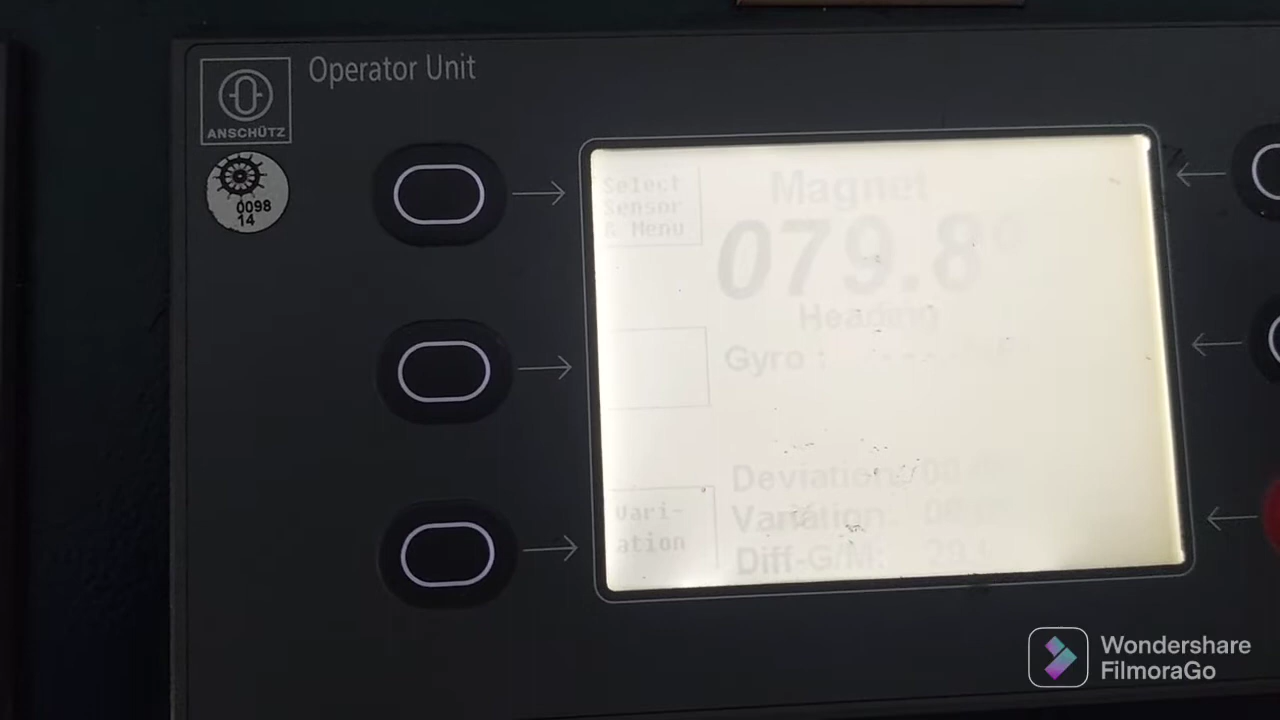 Operator Unit
ANSCHÜTZ
0098
14
Select
Sensor
& Menu
Magnet
079.8°
Heading
Gyro :
Deviation:
Vari-
ation
Variation:
Diff-G/M:
Wondershare
FilmoraGo